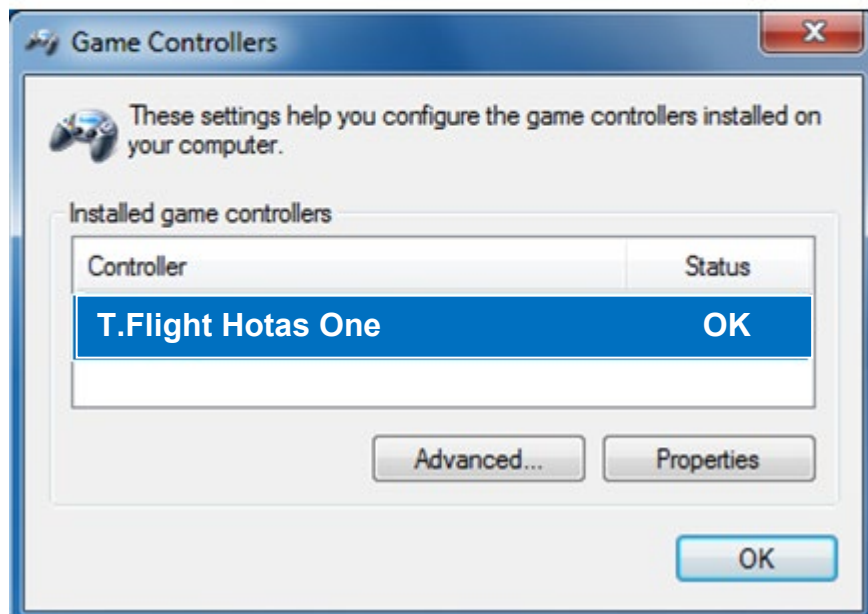 Game Controllers
These settings help you configure the game controllers installed on
your computer.
Installed game controllers
Controller Status
T.Flight Hotas One OK
Advanced... Properties
OK